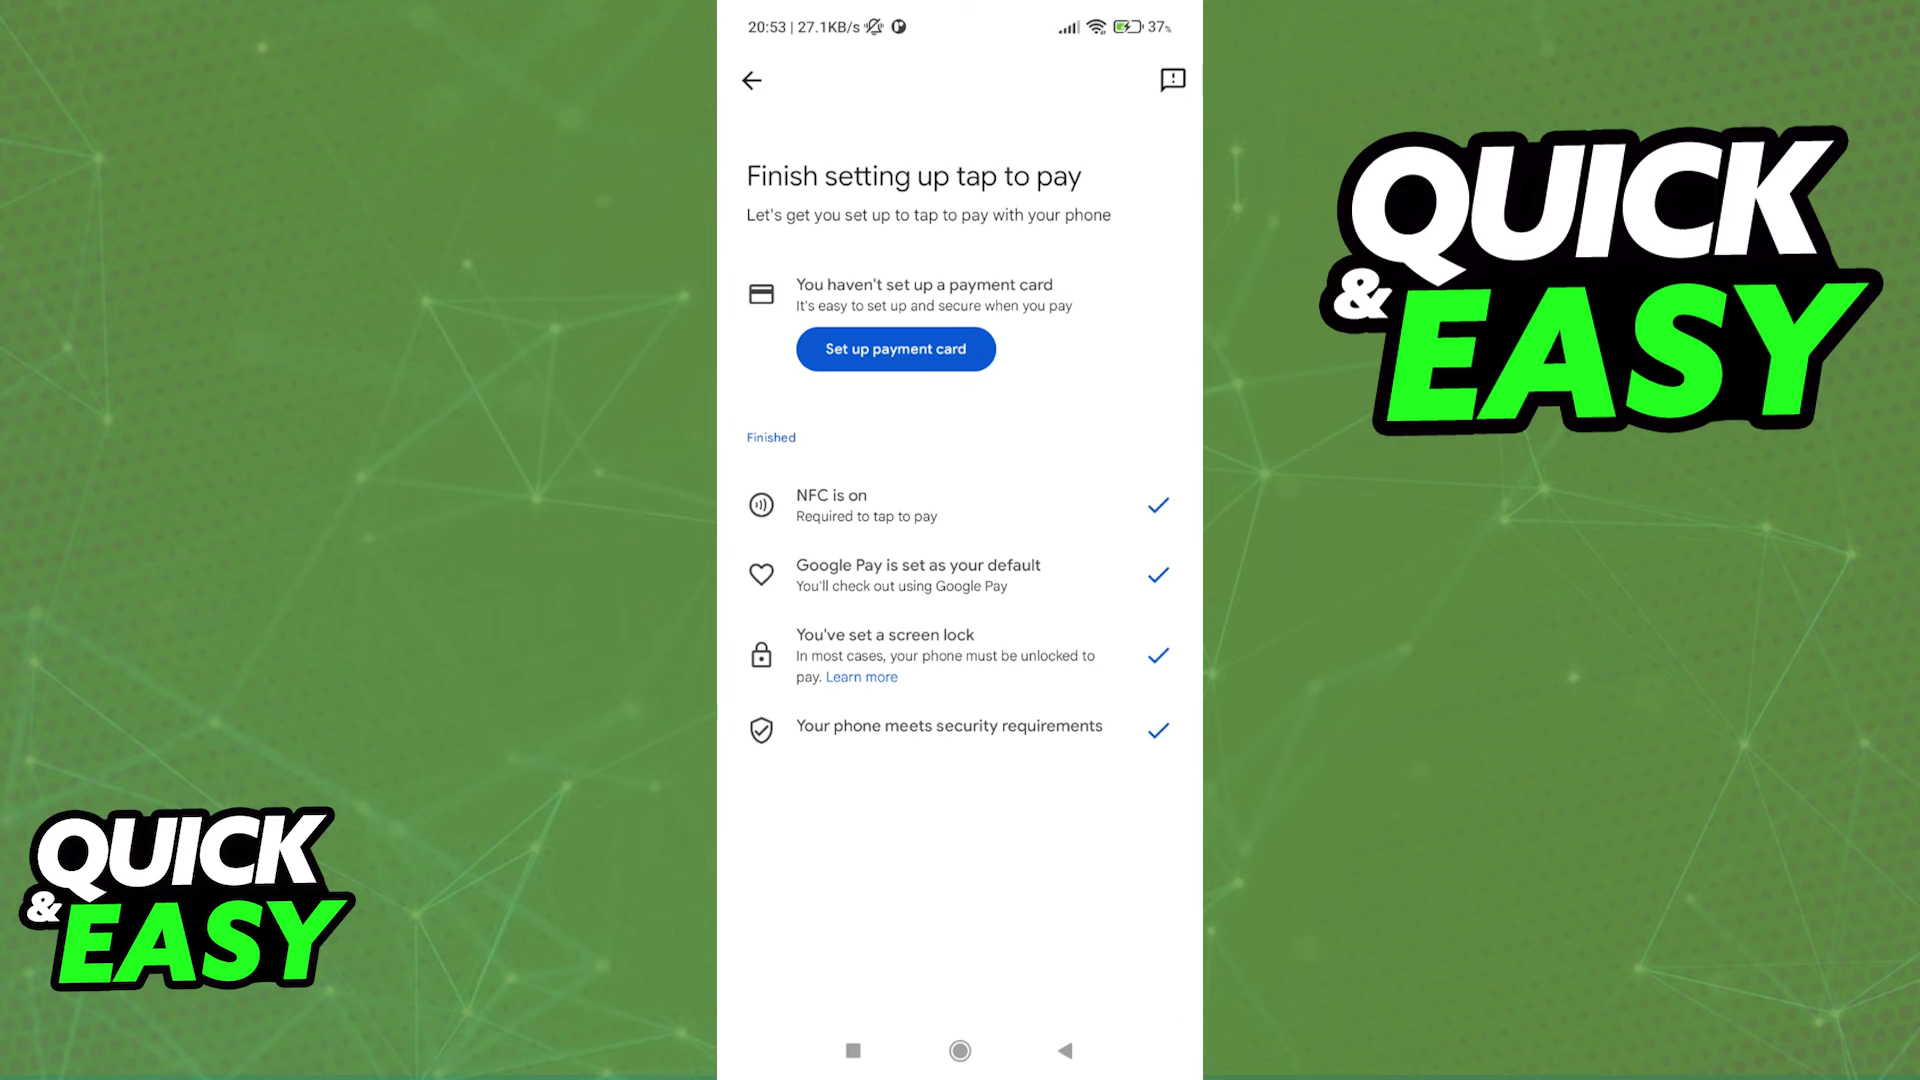 20:53 | 27.1KB/s
37%
Finish setting up tap to pay
Let's get you set up to tap to pay with your phone
You haven't set up a payment card
It's easy to set up and secure when you pay
Set up payment card
Finished
NFC is on
Required to tap to pay
Google Pay is set as your default
You'll check out using Google Pay
You've set a screen lock
In most cases, your phone must be unlocked to
pay. Learn more
Your phone meets security requirements
QUICK
& EASY
QUICK
& EASY